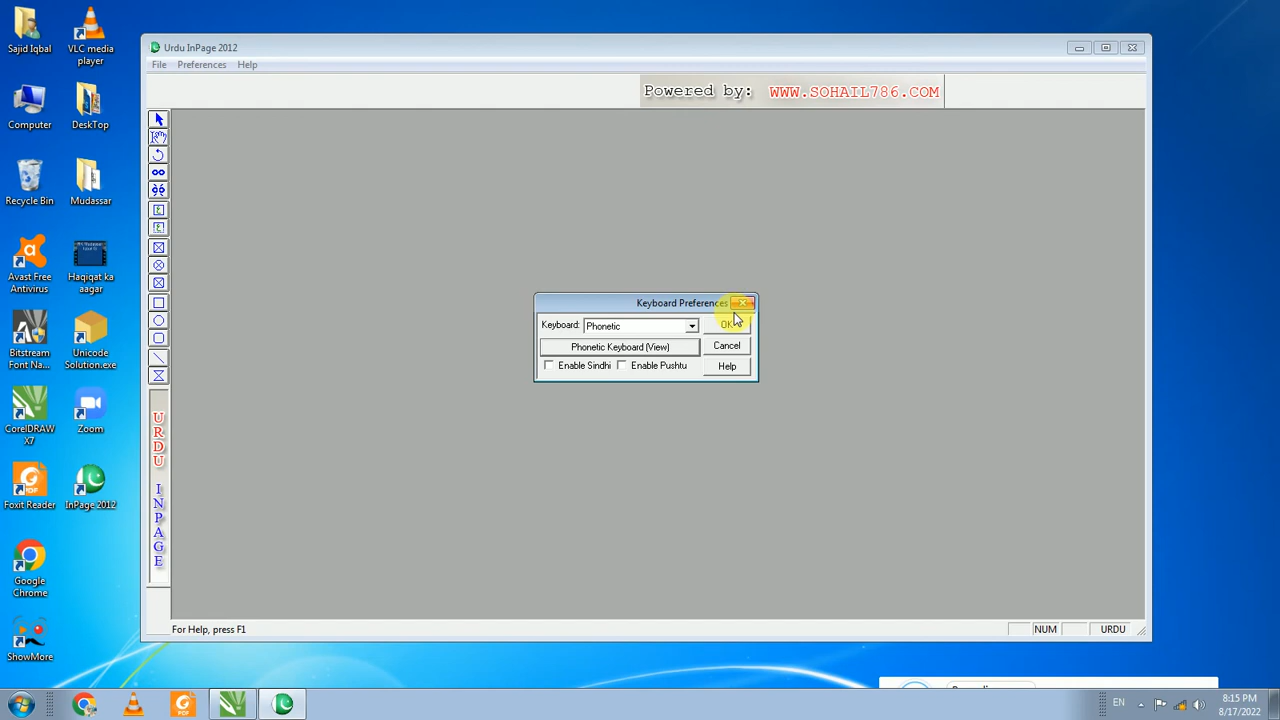 Sajid Iqbal
VLC media player
Computer
DeskTop
Recycle Bin
Mudassar
Avast Free Antivirus
Haqiqat ka aagar
Bitstream Font Na...
Unicode Solution.exe
CorelDRAW X7
Zoom
Foxit Reader
InPage 2012
Google Chrome
ShowMore
Urdu InPage 2012
File Preferences Help
Powered by: WWW.SOHAIL786.COM
URDU INPAGE
Keyboard Preferences
Keyboard: Phonetic OK
Phonetic Keyboard (View) Cancel
Enable Sindhi Enable Pushtu Help
For Help, press F1 NUM URDU
EN 8:15 PM
8/17/2022